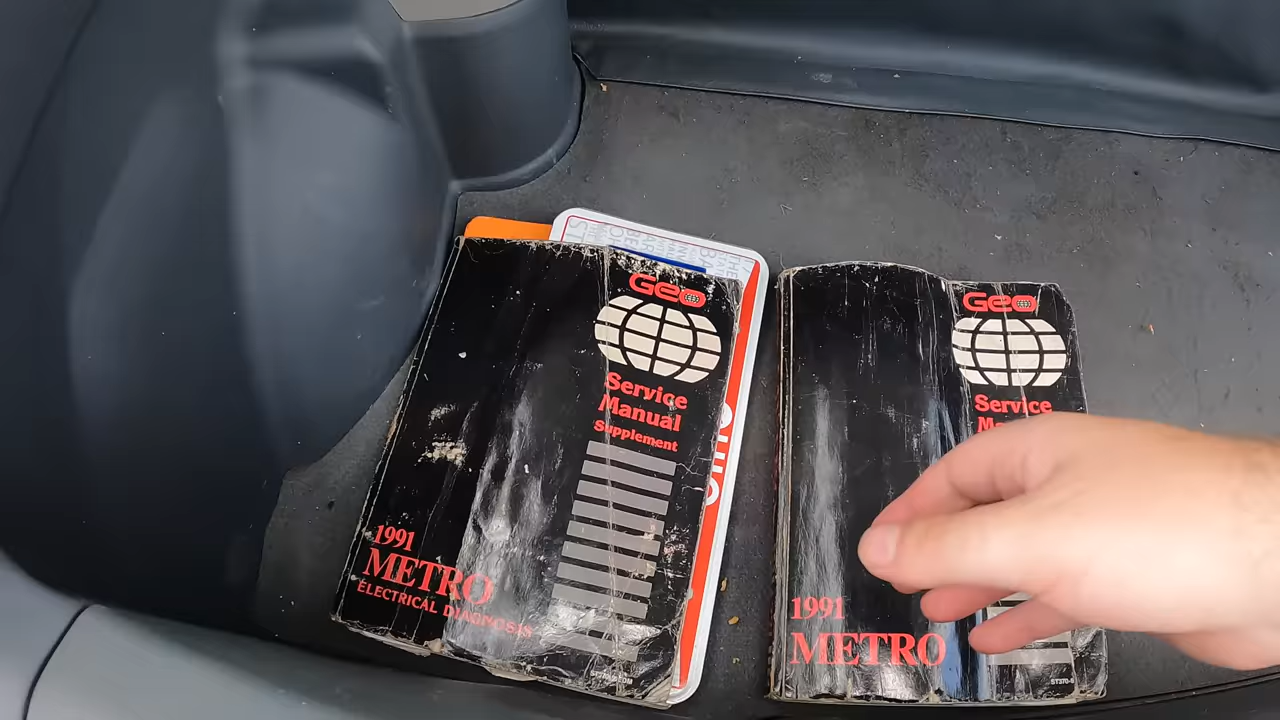 Geo
Service
Manual
Supplement
1991
METRO
ELECTRICAL DIAGNOSIS
Geo
Service
1991
METRO